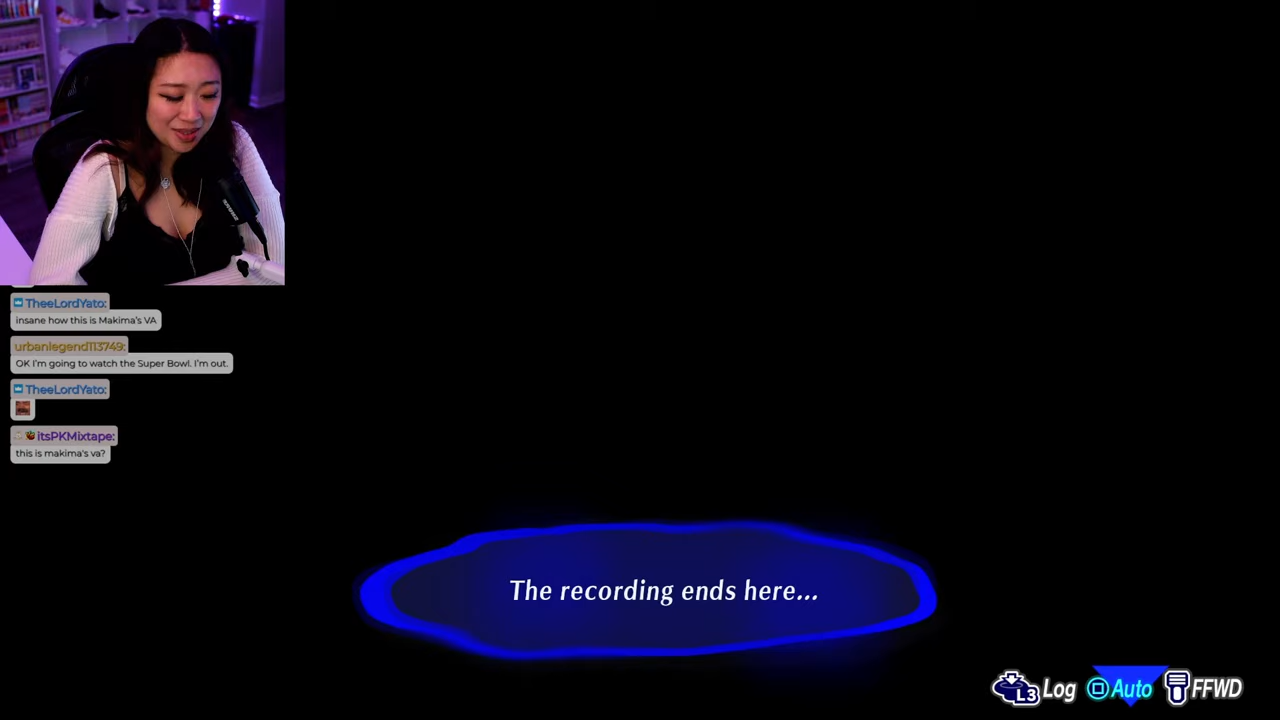 TheeLordYato:
insane how this is Makima's VA
urbanlegend113749:
OK I'm going to watch the Super Bowl. I'm out.
TheeLordYato:
itsPKMixtape:
this is makima's va?
The recording ends here...
L3 Log Auto FFWD